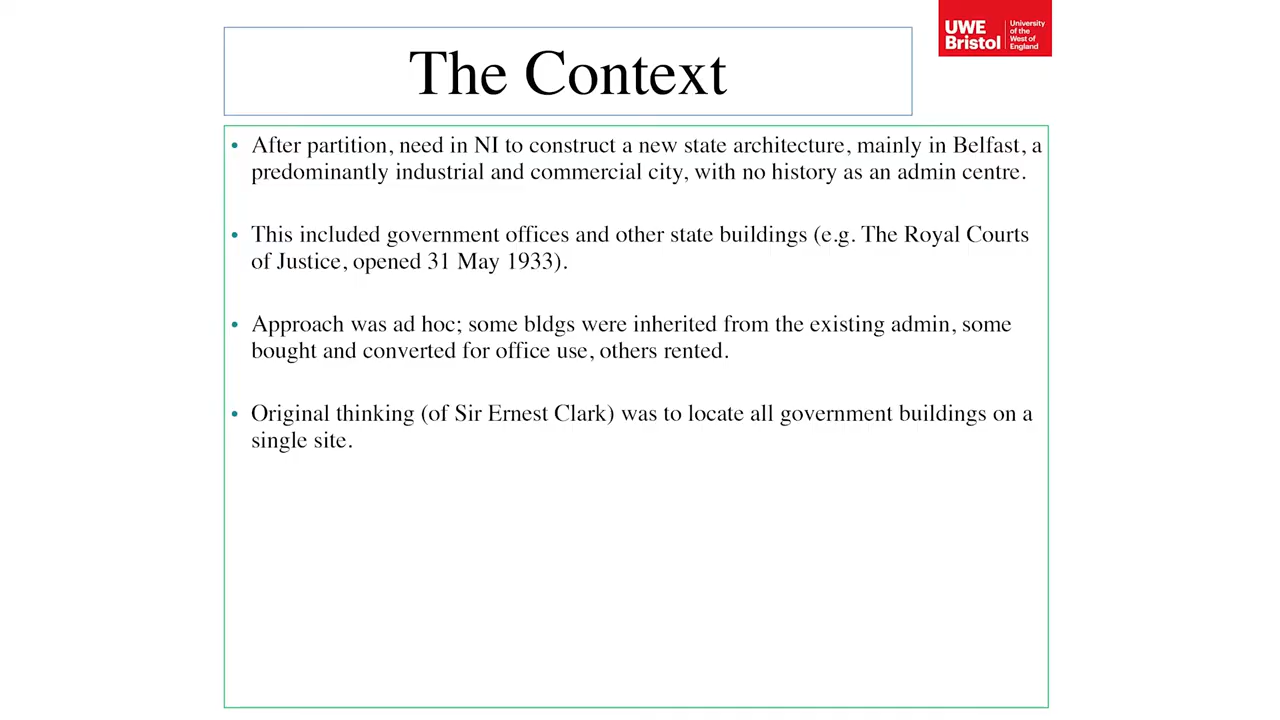 UWE Bristol
University of the West of England
The Context
• After partition, need in NI to construct a new state architecture, mainly in Belfast, a
predominantly industrial and commercial city, with no history as an admin centre.
• This included government offices and other state buildings (e.g. The Royal Courts
of Justice, opened 31 May 1933).
• Approach was ad hoc; some bldgs were inherited from the existing admin, some
bought and converted for office use, others rented.
• Original thinking (of Sir Ernest Clark) was to locate all government buildings on a
single site.